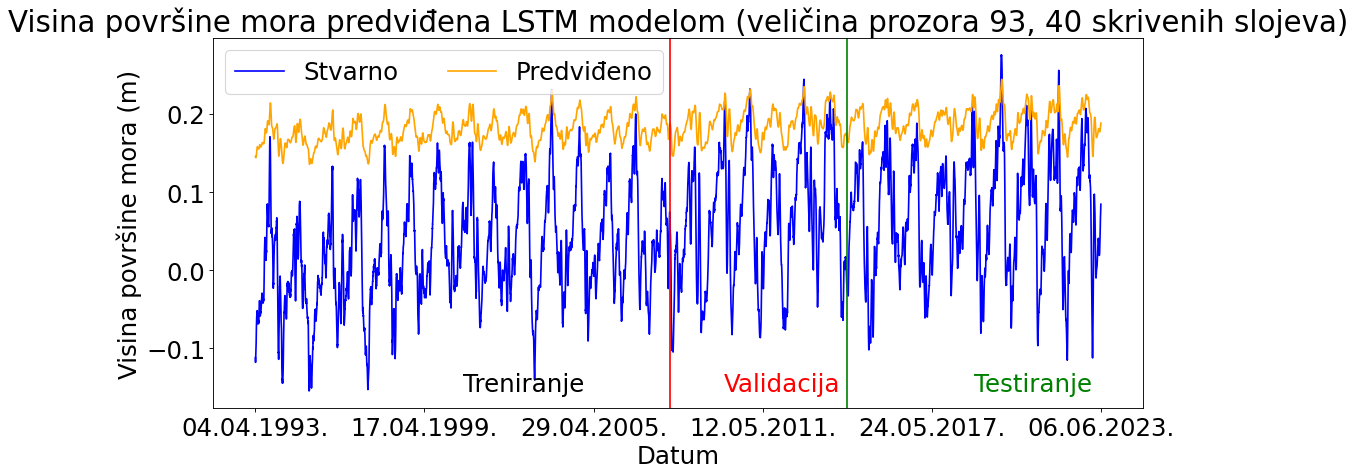 Visina površine mora predviđena LSTM modelom (veličina prozora 93, 40 skrivenih slojeva)
Stvarno Predviđeno
Visina površine mora (m)
0.2
0.1
0.0
−0.1
Treniranje Validacija Testiranje
04.04.1993. 17.04.1999. 29.04.2005. 12.05.2011. 24.05.2017. 06.06.2023.
Datum